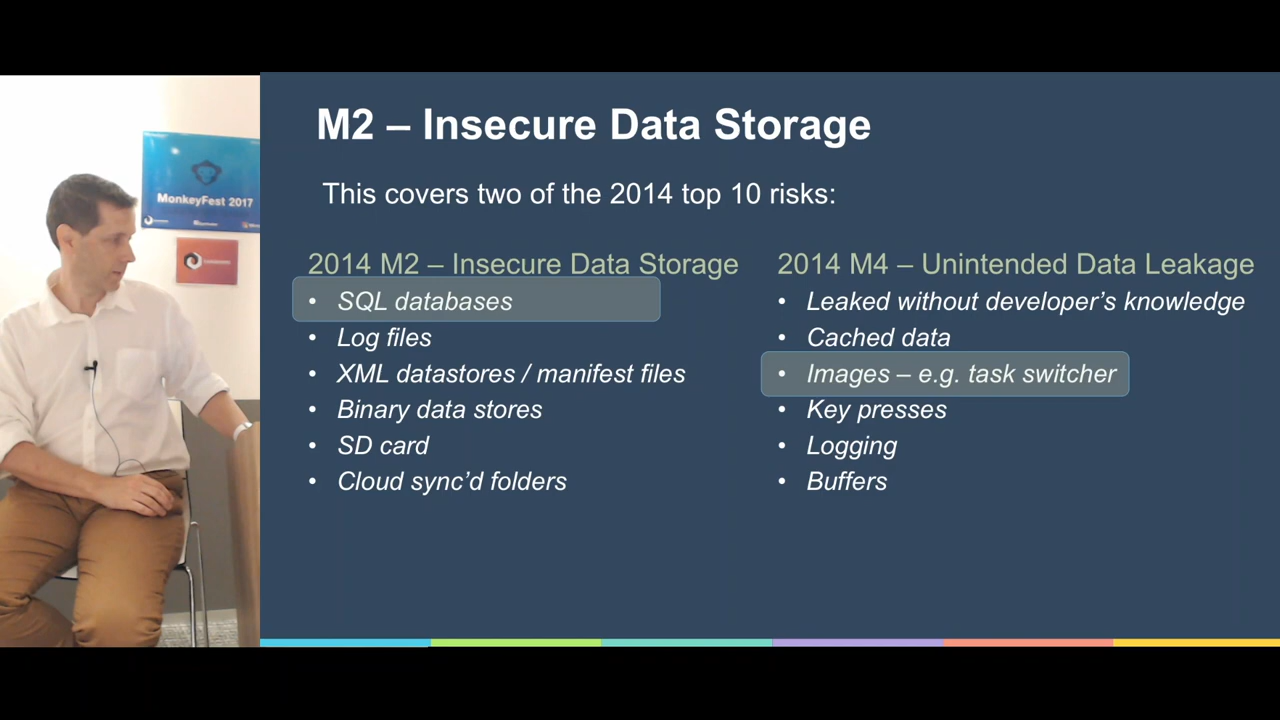 M2 – Insecure Data Storage
This covers two of the 2014 top 10 risks:
2014 M2 – Insecure Data Storage
• SQL databases
• Log files
• XML datastores / manifest files
• Binary data stores
• SD card
• Cloud sync’d folders
2014 M4 – Unintended Data Leakage
• Leaked without developer’s knowledge
• Cached data
• Images – e.g. task switcher
• Key presses
• Logging
• Buffers
MonkeyFest 2017